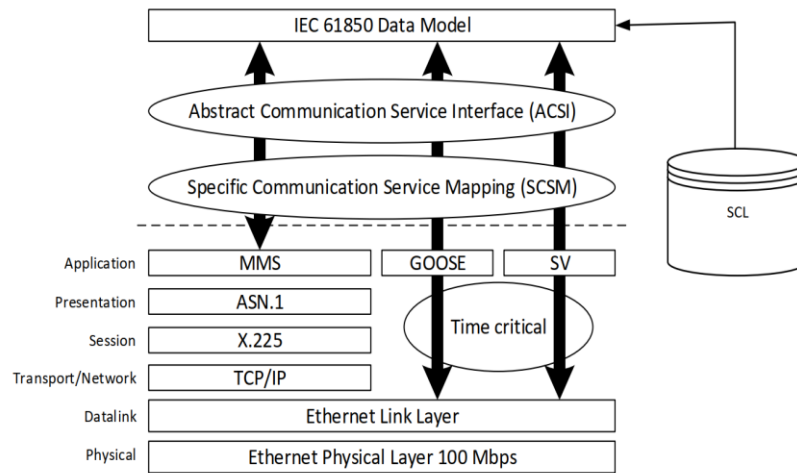 IEC 61850 Data Model
Abstract Communication Service Interface (ACSI)
Specific Communication Service Mapping (SCSM)
SCL
Application
MMS
GOOSE
SV
Presentation
ASN.1
Time critical
Session
X.225
Transport/Network
TCP/IP
Datalink
Ethernet Link Layer
Physical
Ethernet Physical Layer 100 Mbps